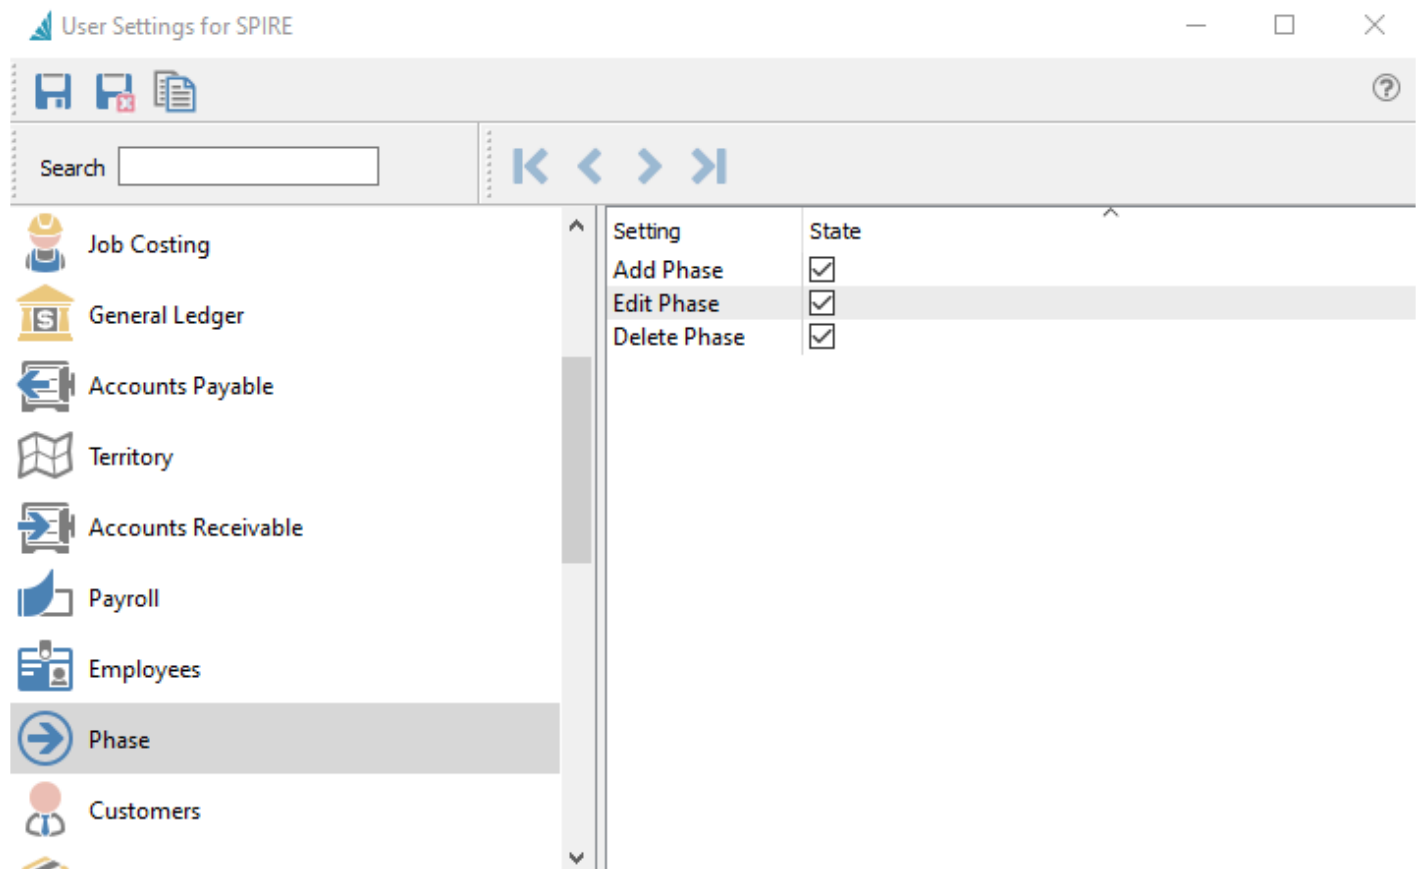 User Settings for SPIRE
Search
Job Costing
General Ledger
Accounts Payable
Territory
Accounts Receivable
Payroll
Employees
Phase
Customers
Setting State
Add Phase
Edit Phase
Delete Phase